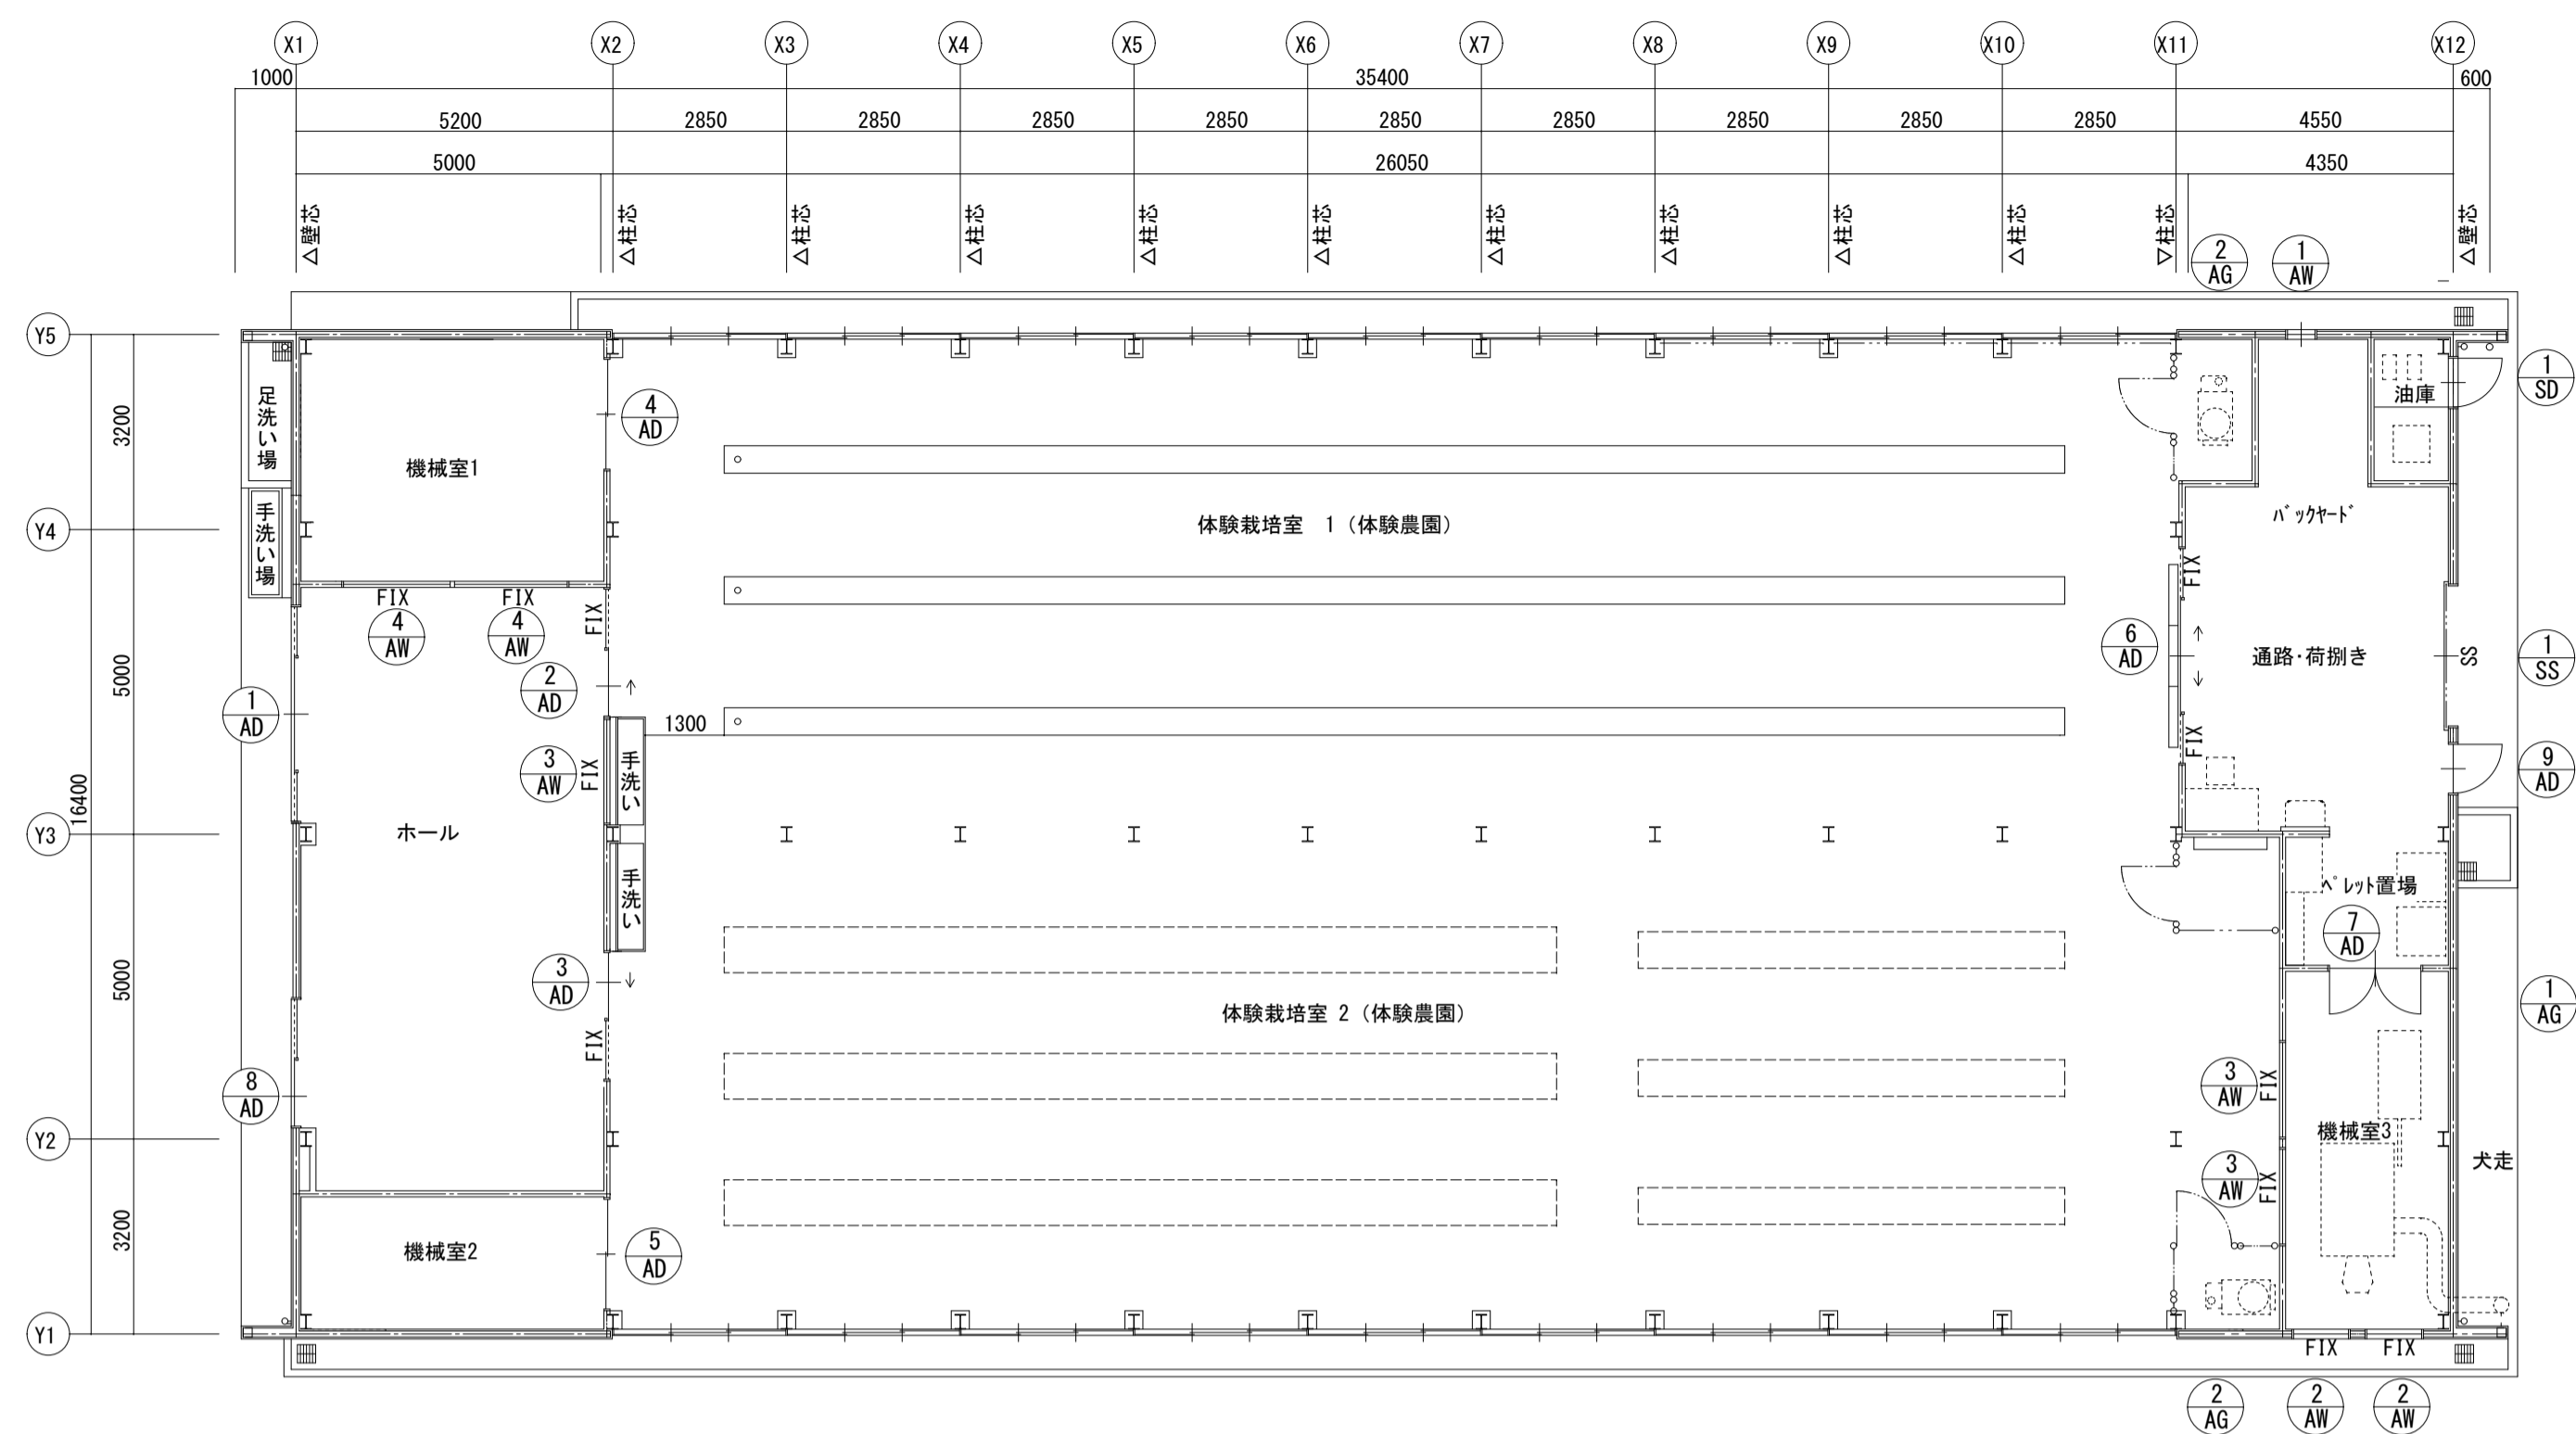 X1 X2 X3 X4 X5 X6 X7 X8 X9 X10 X11 X12
1000 35400 600
5200 2850 2850 2850 2850 2850 2850 2850 2850 2850 4550
5000 26050 4350
△壁芯 △柱芯 △柱芯 △柱芯 △柱芯 △柱芯 △柱芯 △柱芯 △柱芯 △柱芯 ▽柱芯 △壁芯
2
AG
1
AW
Y5
油庫
1
SD
足洗い場
4
AD
3200
機械室1
手洗い場
Y4
体験栽培室 1(体験農園)
バックヤード
FIX
FIX
FIX
FIX
4
AW
4
AW
6
AD
通路・荷捌き
SS
1
SS
5000
2
AD
1
AD
1300
FIX
3
AW
FIX
手洗い
9
AD
16400
Y3
ホール
手洗い
ペレット置場
7
AD
3
AD
5000
体験栽培室 2(体験農園)
1
AG
FIX
8
AD
3
AW
FIX
Y2
機械室3
犬走
3
AW
FIX
3200
機械室2
5
AD
Y1
FIX
FIX
2
AG
2
AW
2
AW